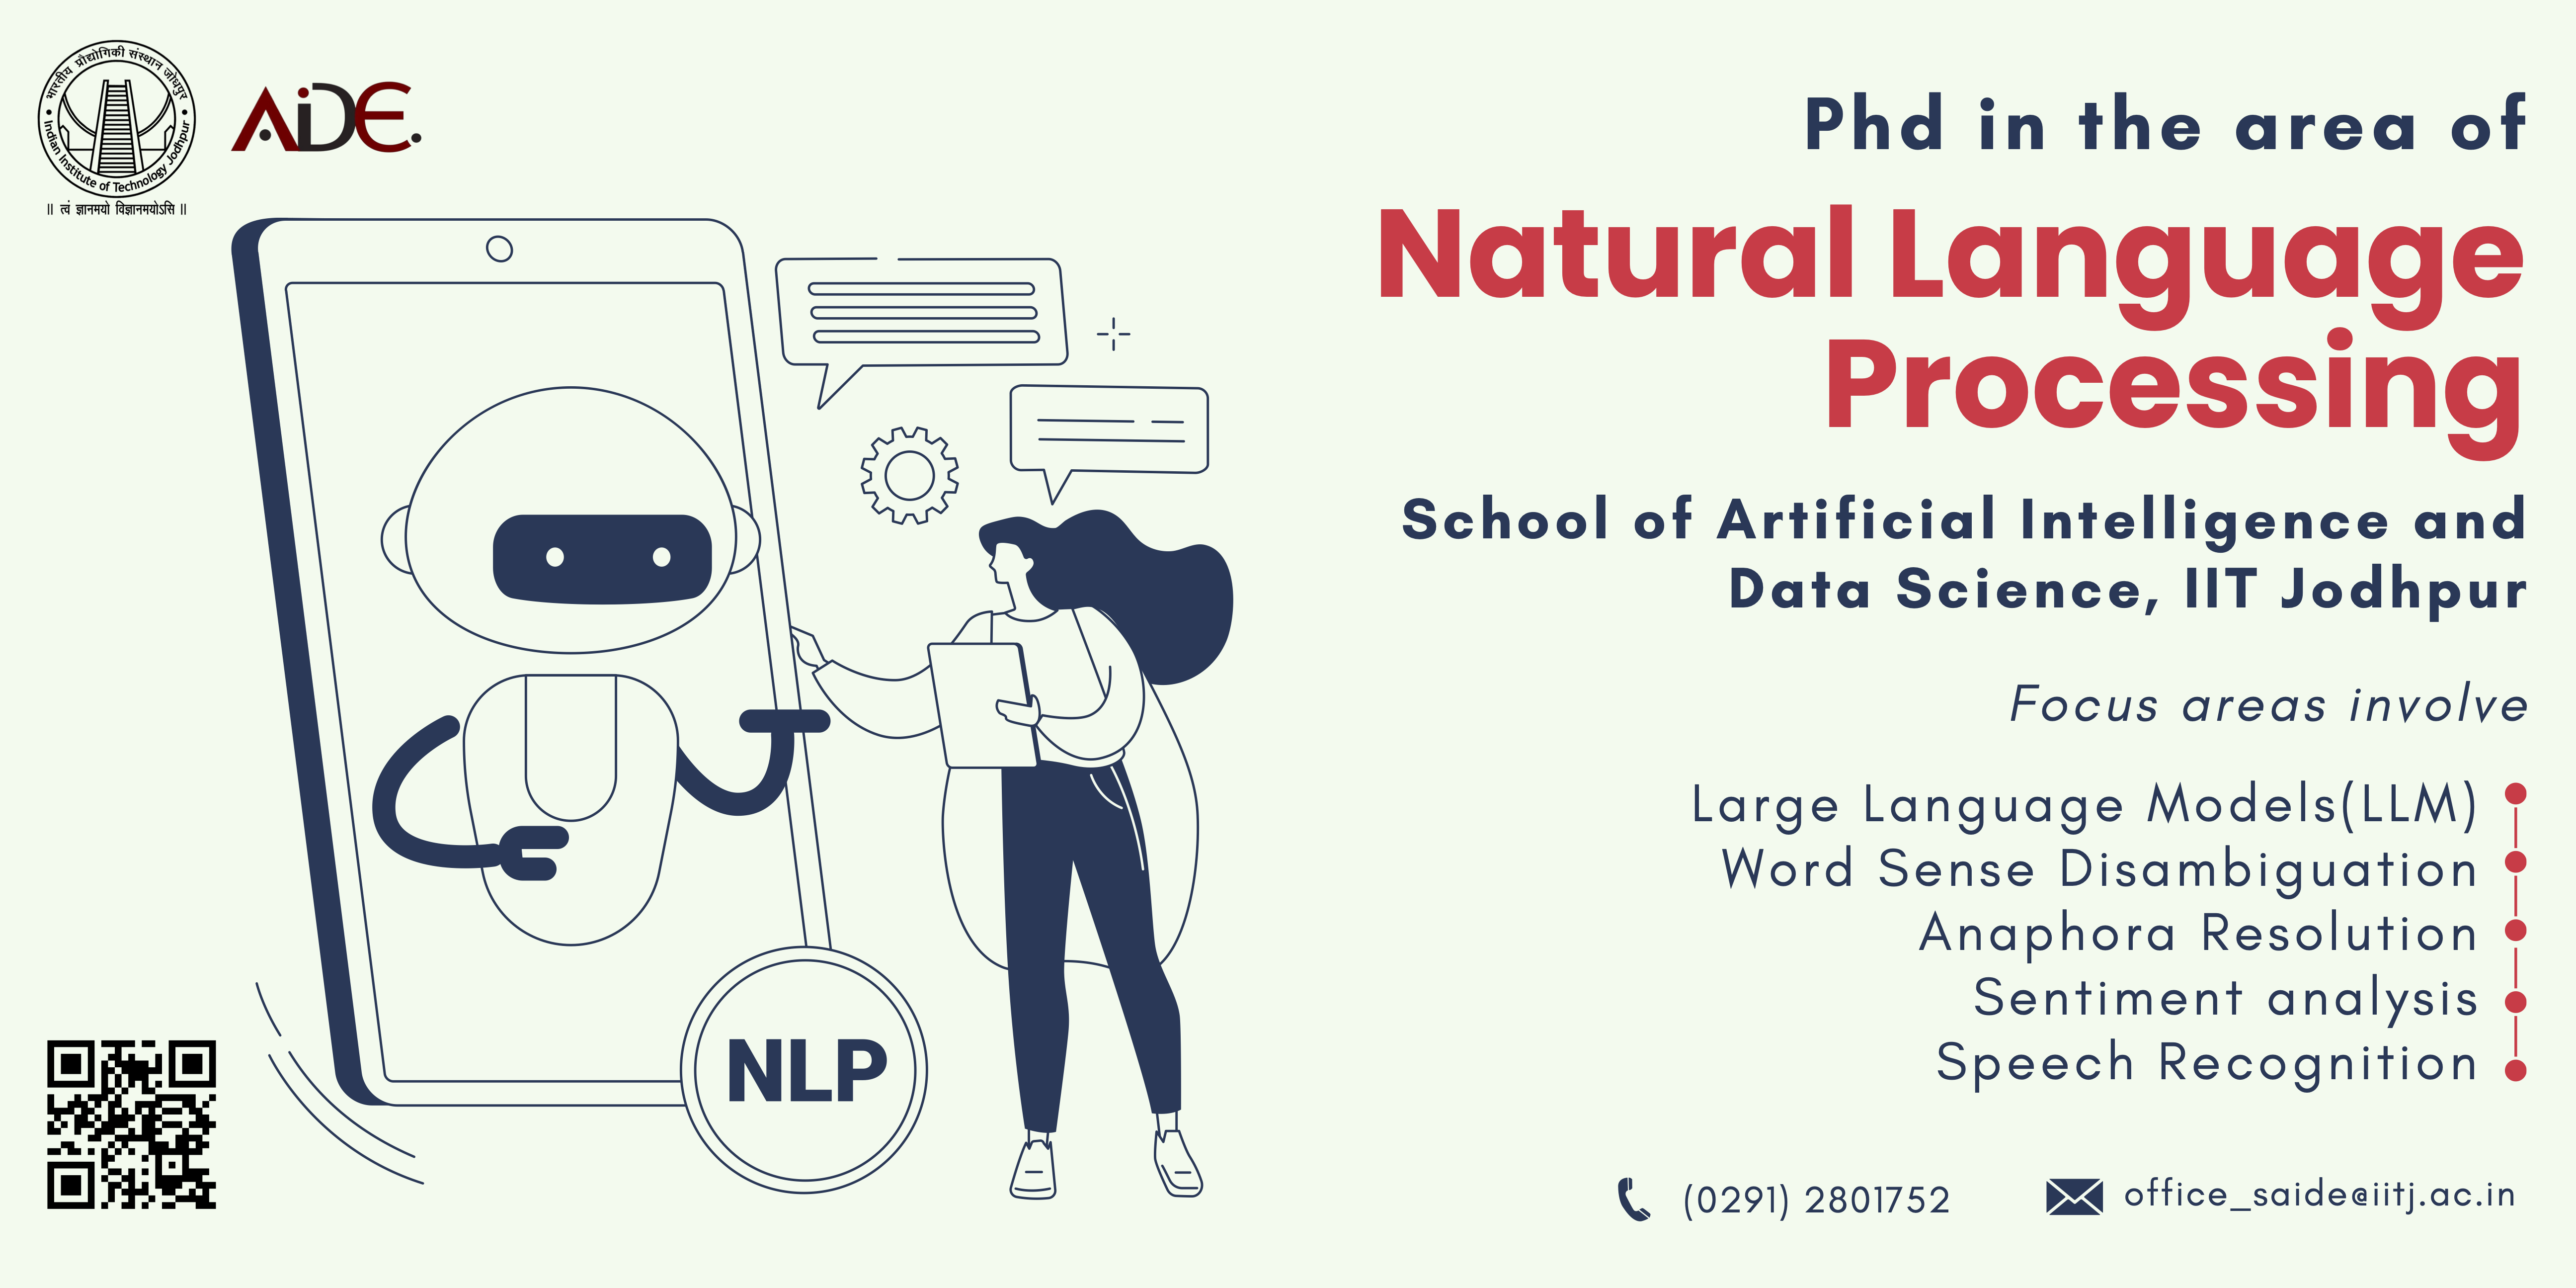 भारतीय प्रौद्योगिकी संस्थान जोधपुर
Indian Institute of Technology Jodhpur
॥ त्वं ज्ञानमयो विज्ञानमयोऽसि ॥
AiDE.
Phd in the area of
Natural Language
Processing
School of Artificial Intelligence and
Data Science, IIT Jodhpur
Focus areas involve
Large Language Models(LLM)
Word Sense Disambiguation
Anaphora Resolution
Sentiment analysis
Speech Recognition
NLP
(0291) 2801752
office_saide@iitj.ac.in